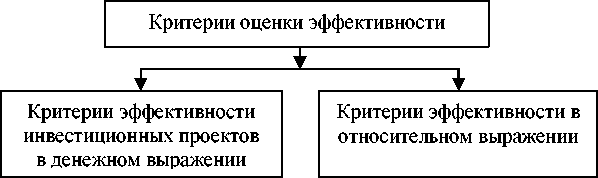 Критерии оценки эффективности
Критерии эффективности
инвестиционных проектов
в денежном выражении
Критерии эффективности в
относительном выражении